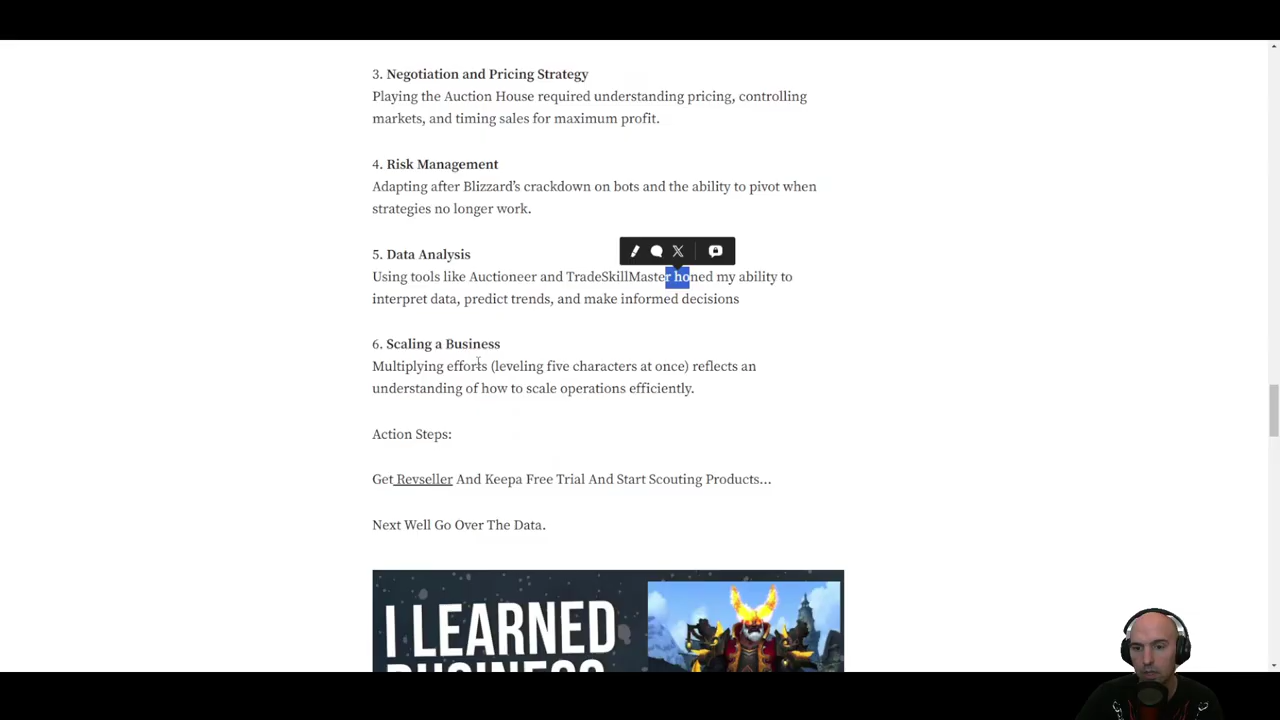 3. Negotiation and Pricing Strategy
Playing the Auction House required understanding pricing, controlling
markets, and timing sales for maximum profit.
4. Risk Management
Adapting after Blizzard’s crackdown on bots and the ability to pivot when
strategies no longer work.
5. Data Analysis
Using tools like Auctioneer and TradeSkillMaster honed my ability to
interpret data, predict trends, and make informed decisions
6. Scaling a Business
Multiplying efforts (leveling five characters at once) reflects an
understanding of how to scale operations efficiently.
Action Steps:
Get Revseller And Keepa Free Trial And Start Scouting Products...
Next Well Go Over The Data.
I LEARNED
BUSINESS